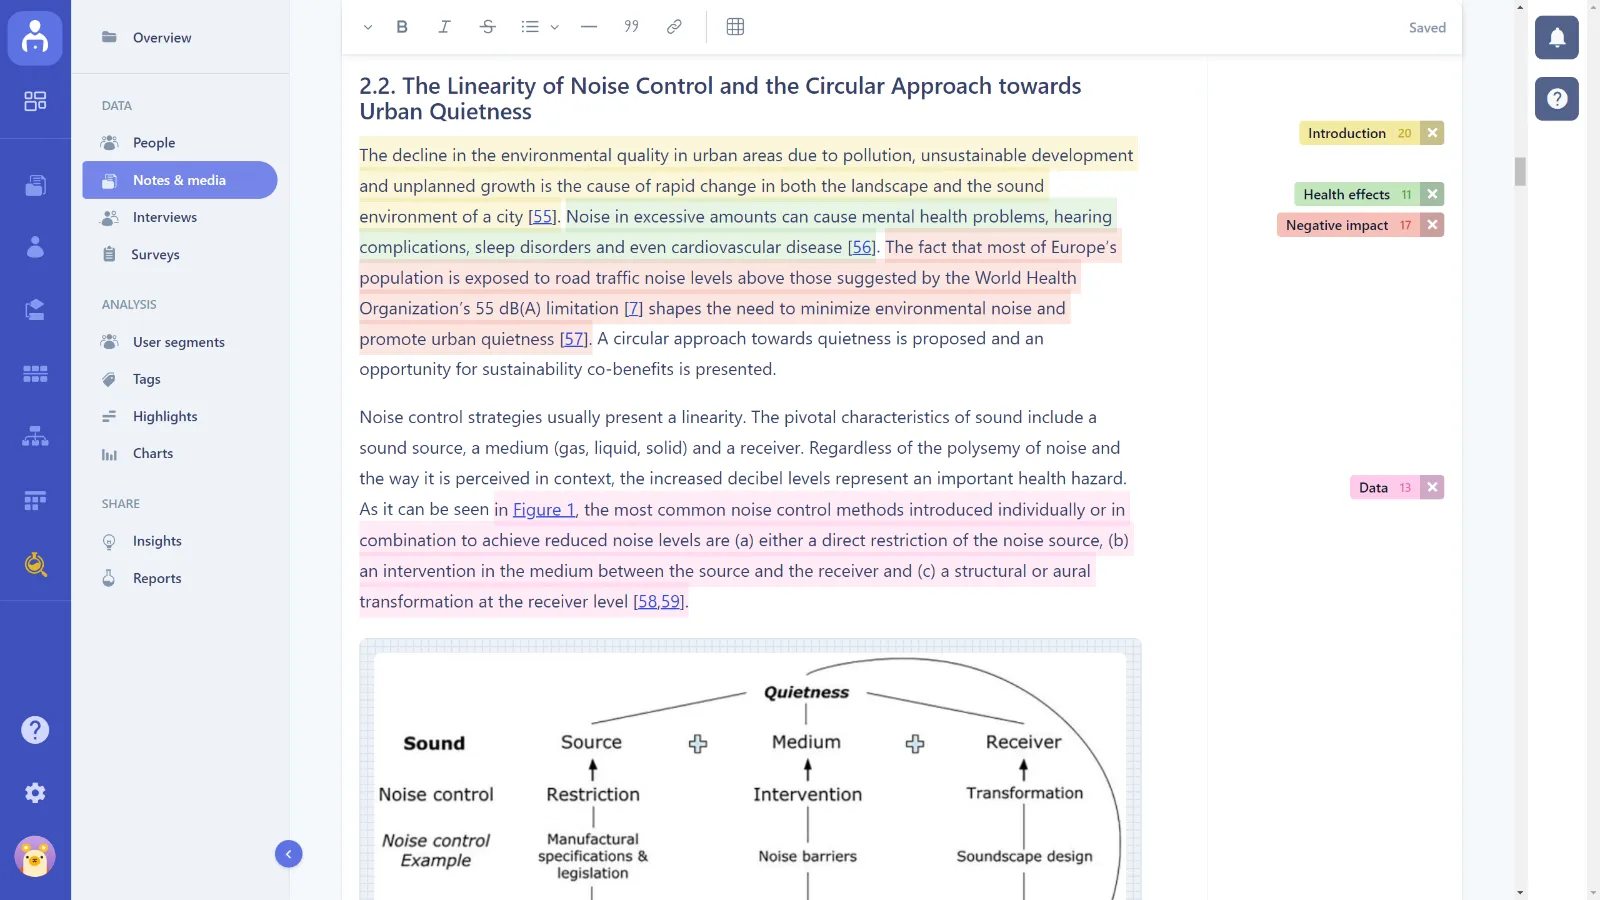 Overview
DATA
People
Notes & media
Interviews
Surveys
ANALYSIS
User segments
Tags
Highlights
Charts
SHARE
Insights
Reports
B I S
Saved
2.2. The Linearity of Noise Control and the Circular Approach towards
Urban Quietness
The decline in the environmental quality in urban areas due to pollution, unsustainable development
and unplanned growth is the cause of rapid change in both the landscape and the sound
environment of a city [55]. Noise in excessive amounts can cause mental health problems, hearing
complications, sleep disorders and even cardiovascular disease [56]. The fact that most of Europe's
population is exposed to road traffic noise levels above those suggested by the World Health
Organization's 55 dB(A) limitation [7] shapes the need to minimize environmental noise and
promote urban quietness [57]. A circular approach towards quietness is proposed and an
opportunity for sustainability co-benefits is presented.
Noise control strategies usually present a linearity. The pivotal characteristics of sound include a
sound source, a medium (gas, liquid, solid) and a receiver. Regardless of the polysemy of noise and
the way it is perceived in context, the increased decibel levels represent an important health hazard.
As it can be seen in Figure 1, the most common noise control methods introduced individually or in
combination to achieve reduced noise levels are (a) either a direct restriction of the noise source, (b)
an intervention in the medium between the source and the receiver and (c) a structural or aural
transformation at the receiver level [58,59].
Introduction 20
Health effects 11
Negative impact 17
Data 13
Quietness
Sound Source Medium Receiver
Noise control Restriction Intervention Transformation
Noise control
Example
Manufactural
specifications &
legislation
Noise barriers
Soundscape design